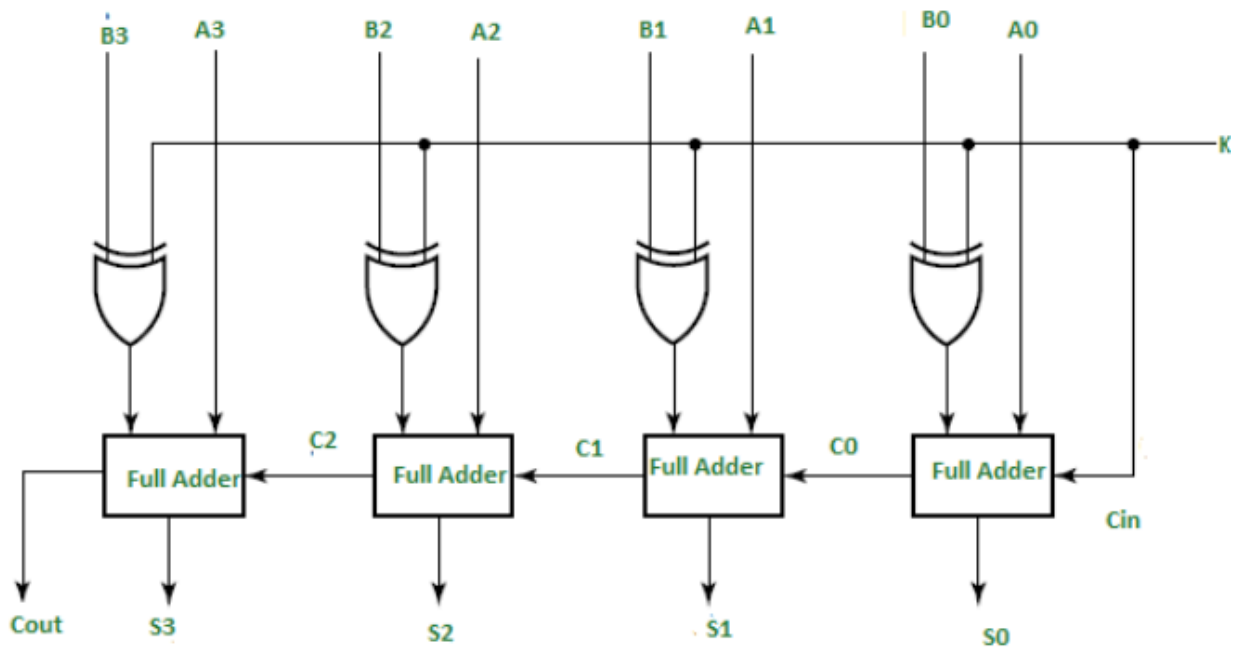 B3 A3 B2 A2 B1 A1 B0 A0
K
C2 C1 C0
Full Adder Full Adder Full Adder Full Adder
Cin
Cout S3 S2 S1 S0